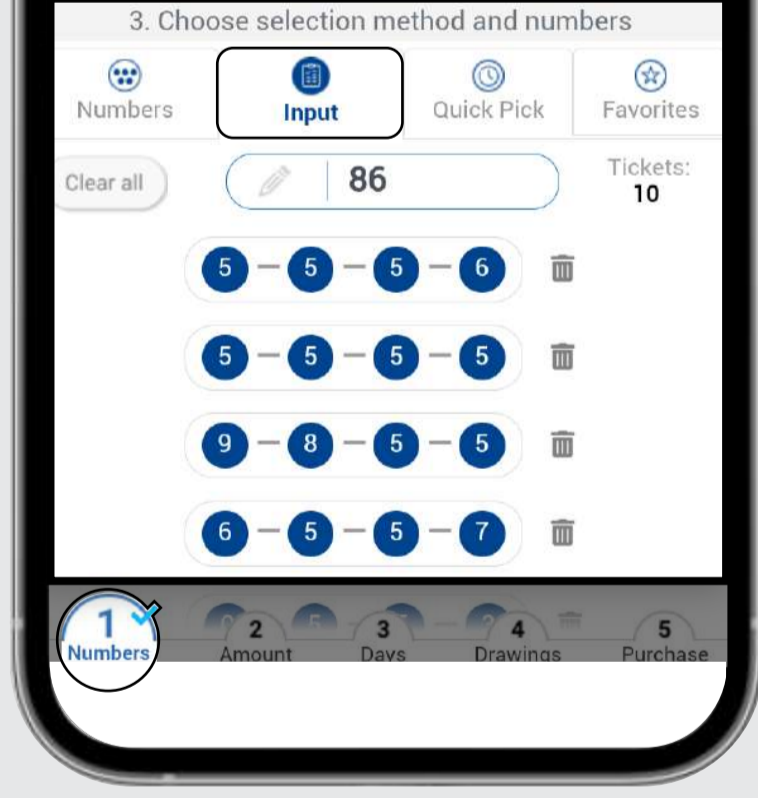 3. Choose selection method and numbers
Numbers
Input
Quick Pick
Favorites
Clear all
86
Tickets:
10
5 – 5 – 5 – 6
5 – 5 – 5 – 5
9 – 8 – 5 – 5
6 – 5 – 5 – 7
1 2 3 4 5
Numbers Amount Days Drawings Purchase